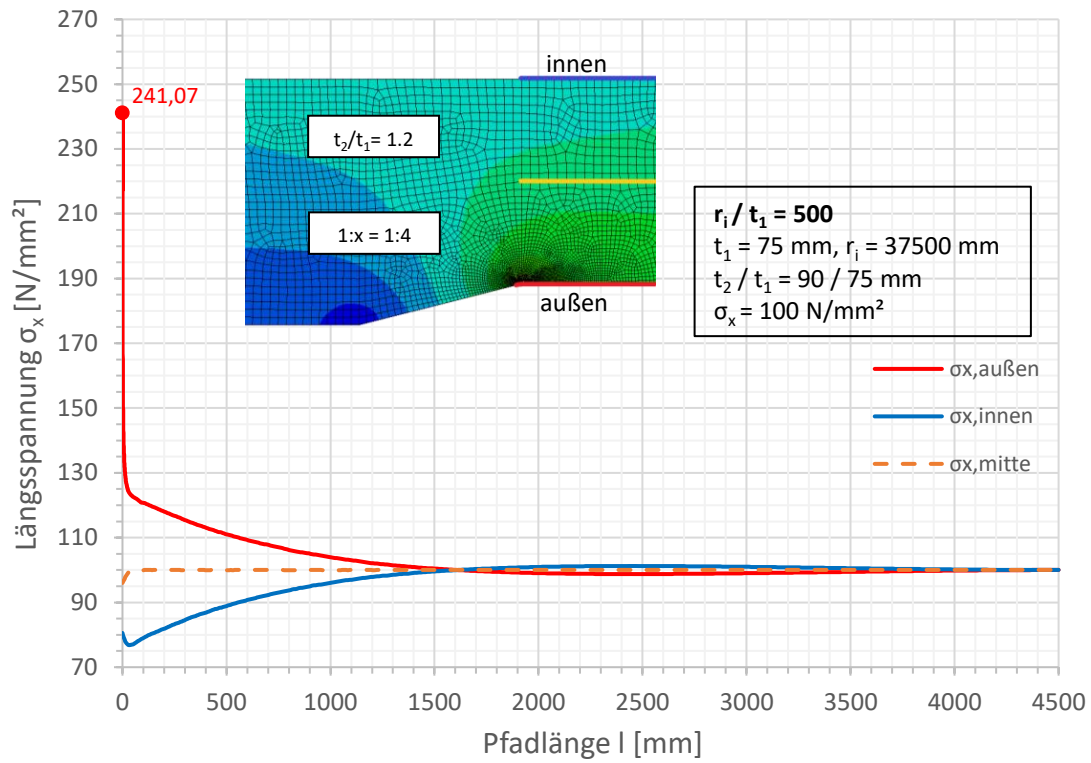 270
250
230
210
190
170
150
130
110
90
70
Längsspannung σx [N/mm²]
241,07
innen
t2/t1= 1.2
1:x = 1:4
außen
ri / t1 = 500
t1 = 75 mm, ri = 37500 mm
t2 / t1 = 90 / 75 mm
σx = 100 N/mm²
σx,außen
σx,innen
σx,mitte
0 500 1000 1500 2000 2500 3000 3500 4000 4500
Pfadlänge l [mm]